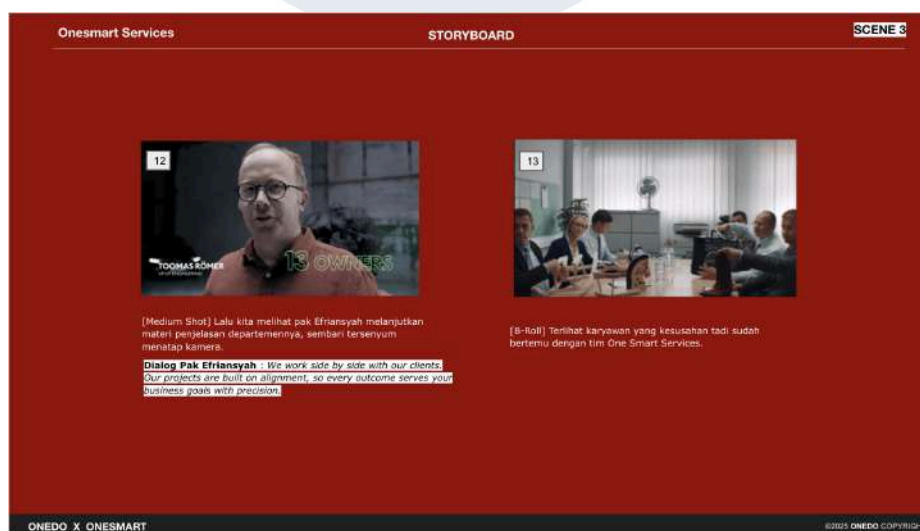 Onesmart Services
STORYBOARD
SCENE 3
12
TOOMAS RÖMER
13 OWNERS
13
[Medium Shot] Lalu kita melihat pak Efriansyah melanjutkan
materi penjelasan departemennya, sembari tersenyum
menatap kamera.
Dialog Pak Efriansyah : We work side by side with our clients.
Our projects are built on alignment, so every outcome serves your
business goals with precision.
[B-Roll] Terlihat karyawan yang kesusahan tadi sudah
bertemu dengan tim One Smart Services.
ONEDO X ONESMART
©2025 ONEDO